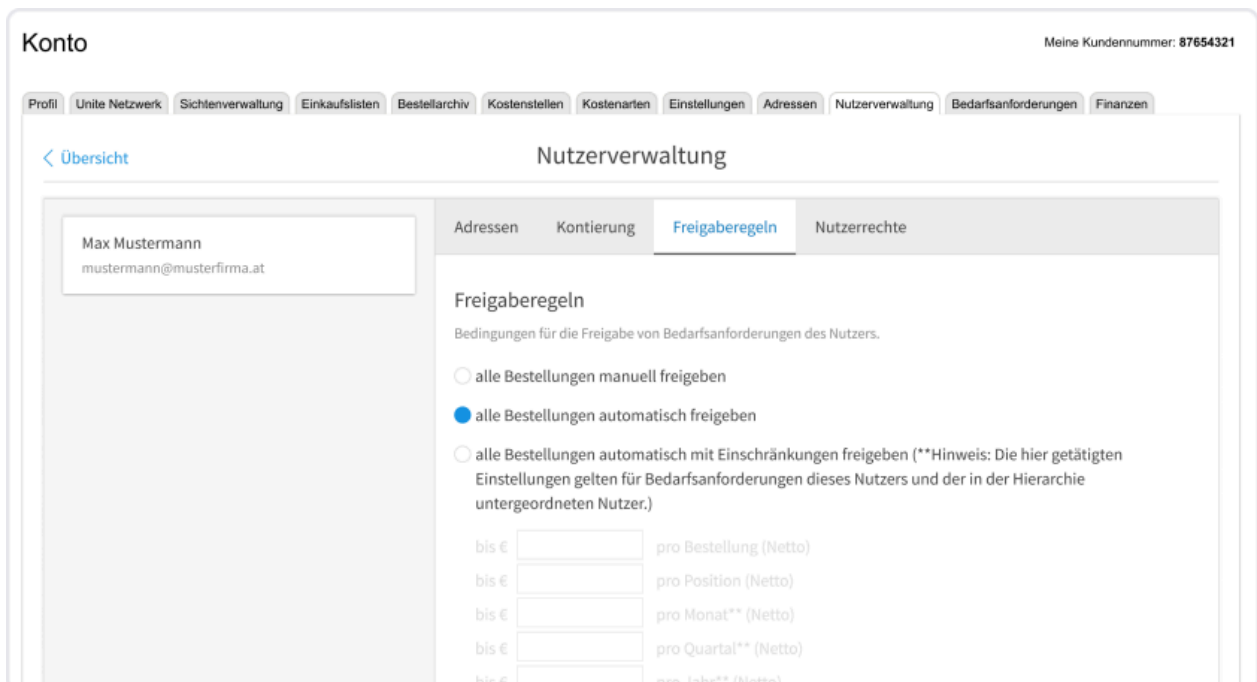 Konto
Meine Kundennummer: 87654321
Profil Unite Netzwerk Sichtenverwaltung Einkaufslisten Bestellarchiv Kostenstellen Kostenarten Einstellungen Adressen Nutzerverwaltung Bedarfsanforderungen Finanzen
Übersicht
Nutzerverwaltung
Max Mustermann
mustermann@musterfirma.at
Adressen Kontierung Freigaberegeln Nutzerrechte
Freigaberegeln
Bedingungen für die Freigabe von Bedarfsanforderungen des Nutzers.
alle Bestellungen manuell freigeben
alle Bestellungen automatisch freigeben
alle Bestellungen automatisch mit Einschränkungen freigeben (**Hinweis: Die hier getätigten
Einstellungen gelten für Bedarfsanforderungen dieses Nutzers und der in der Hierarchie
untergeordneten Nutzer.)
bis € pro Bestellung (Netto)
bis € pro Position (Netto)
bis € pro Monat** (Netto)
bis € pro Quartal** (Netto)
bis € pro Jahr** (Netto)